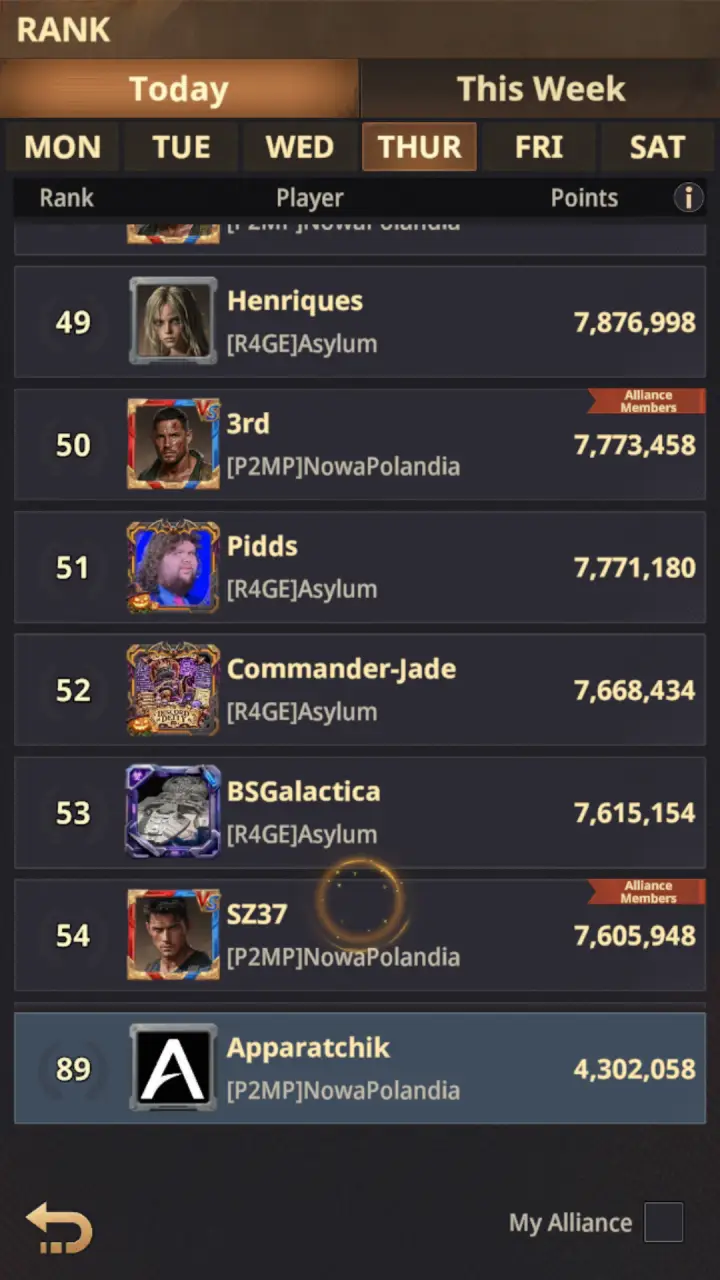 RANK
Today
This Week
MON
TUE
WED
THUR
FRI
SAT
Rank
Player
Points
[P2MP]NowaPolandia
49
Henriques
[R4GE]Asylum
7,876,998
50
3rd
[P2MP]NowaPolandia
Alliance
Members
7,773,458
51
Pidds
[R4GE]Asylum
7,771,180
52
Commander-Jade
[R4GE]Asylum
7,668,434
53
BSGalactica
[R4GE]Asylum
7,615,154
54
SZ37
[P2MP]NowaPolandia
Alliance
Members
7,605,948
89
Apparatchik
[P2MP]NowaPolandia
4,302,058
My Alliance